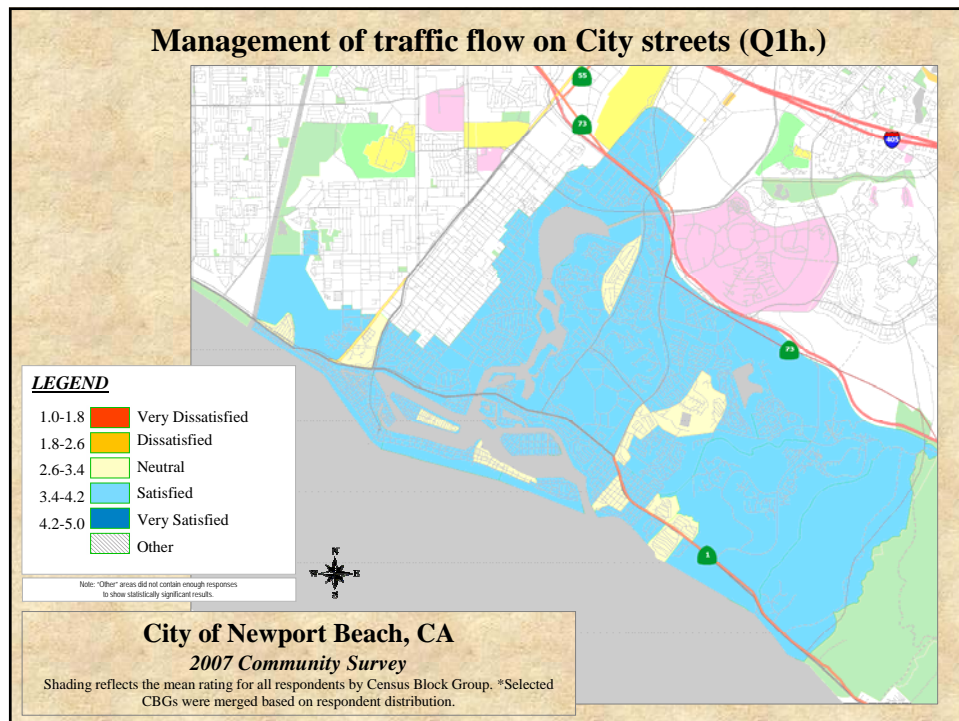 Management of traffic flow on City streets (Q1h.)
55
73
405
73
1
LEGEND
1.0-1.8 Very Dissatisfied
1.8-2.6 Dissatisfied
2.6-3.4 Neutral
3.4-4.2 Satisfied
4.2-5.0 Very Satisfied
Other
Note: "Other" areas did not contain enough responses
to show statistically significant results.
N
W E
S
City of Newport Beach, CA
2007 Community Survey
Shading reflects the mean rating for all respondents by Census Block Group. *Selected
CBGs were merged based on respondent distribution.